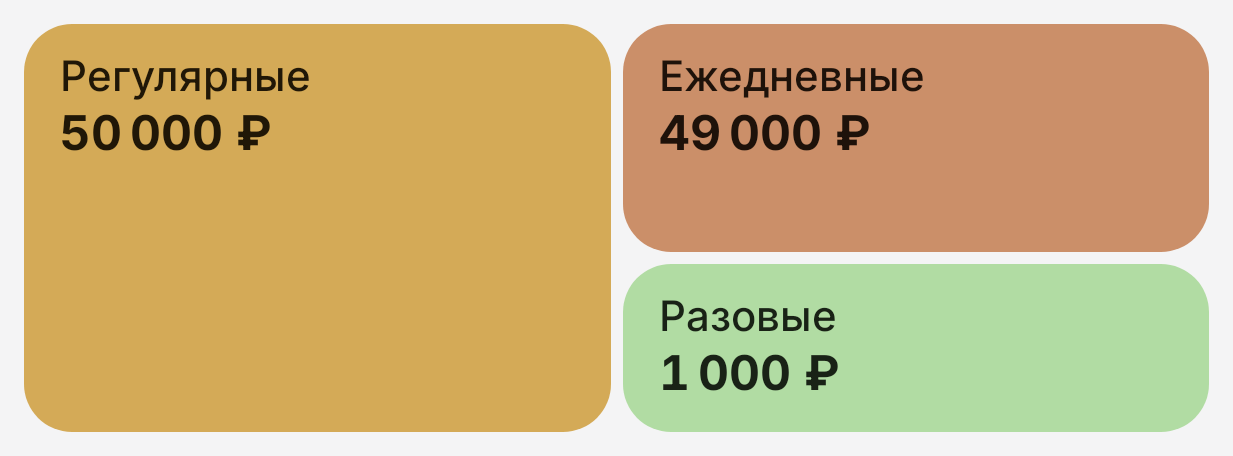 Регулярные
50 000 ₽
Ежедневные
49 000 ₽
Разовые
1 000 ₽